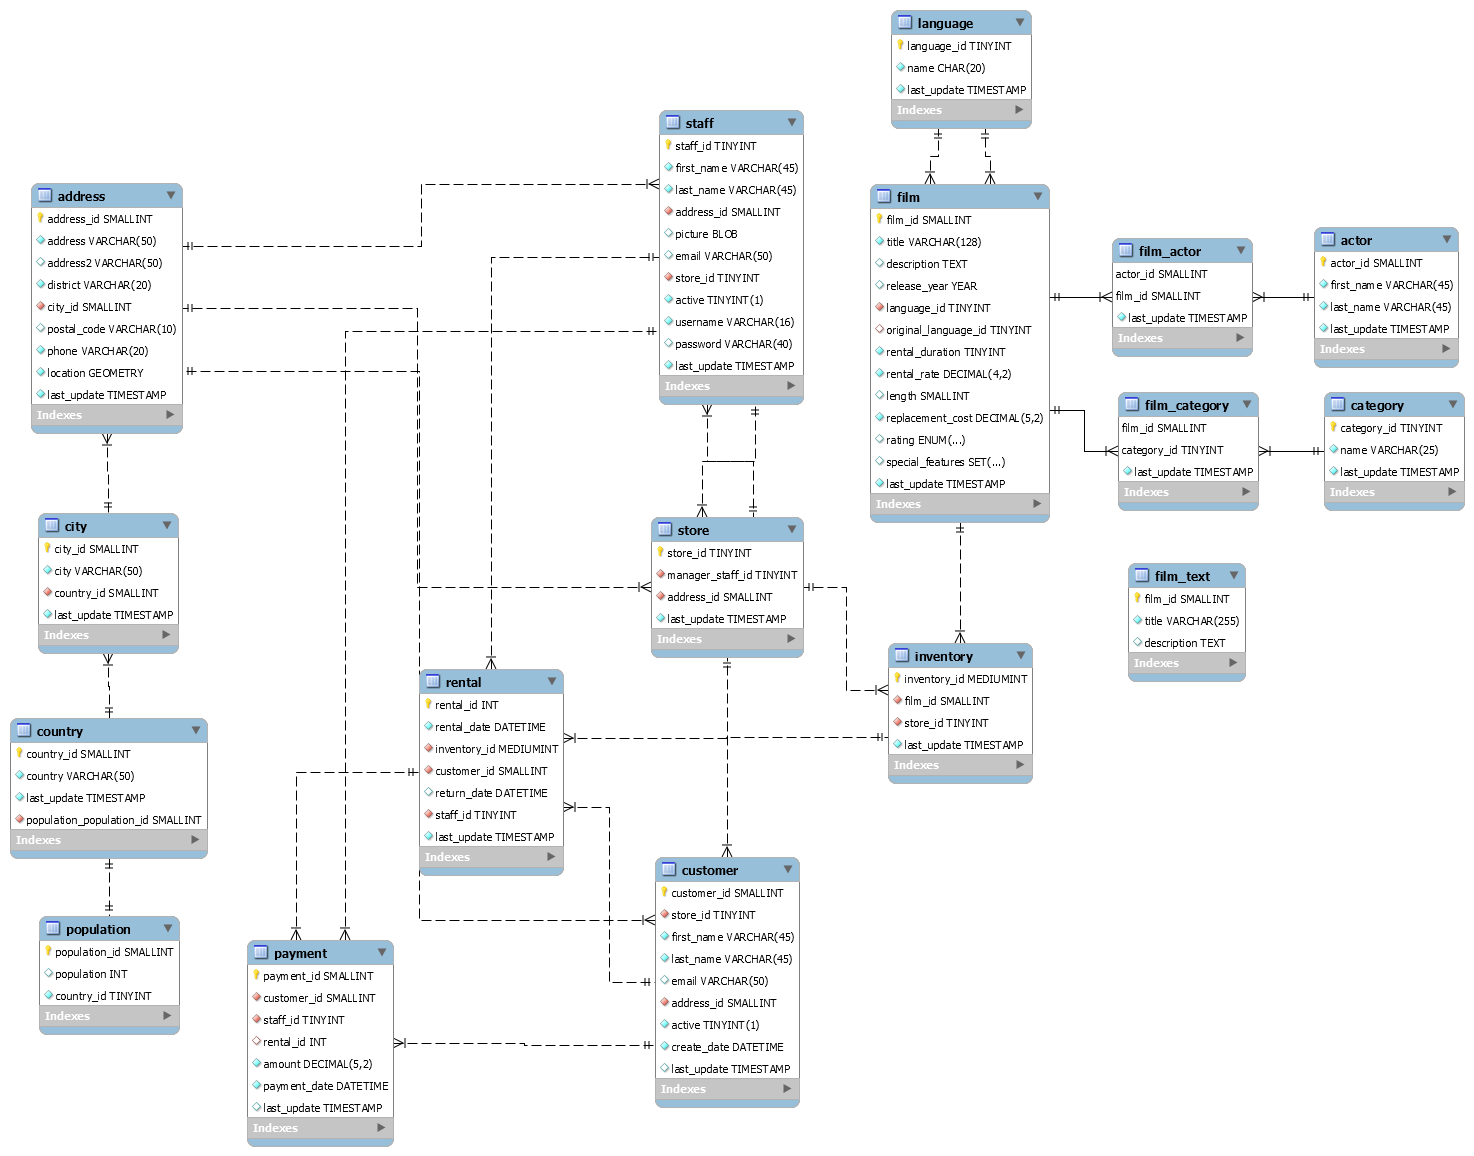 language
language_id TINYINT
name CHAR(20)
last_update TIMESTAMP
Indexes
staff
staff_id TINYINT
first_name VARCHAR(45)
last_name VARCHAR(45)
address_id SMALLINT
picture BLOB
email VARCHAR(50)
store_id TINYINT
active TINYINT(1)
username VARCHAR(16)
password VARCHAR(40)
last_update TIMESTAMP
Indexes
address
address_id SMALLINT
address VARCHAR(50)
address2 VARCHAR(50)
district VARCHAR(20)
city_id SMALLINT
postal_code VARCHAR(10)
phone VARCHAR(20)
location GEOMETRY
last_update TIMESTAMP
Indexes
film
film_id SMALLINT
title VARCHAR(128)
description TEXT
release_year YEAR
language_id TINYINT
original_language_id TINYINT
rental_duration TINYINT
rental_rate DECIMAL(4,2)
length SMALLINT
replacement_cost DECIMAL(5,2)
rating ENUM(...)
special_features SET(...)
last_update TIMESTAMP
Indexes
film_actor
actor_id SMALLINT
film_id SMALLINT
last_update TIMESTAMP
Indexes
actor
actor_id SMALLINT
first_name VARCHAR(45)
last_name VARCHAR(45)
last_update TIMESTAMP
Indexes
film_category
film_id SMALLINT
category_id TINYINT
last_update TIMESTAMP
Indexes
category
category_id TINYINT
name VARCHAR(25)
last_update TIMESTAMP
Indexes
city
city_id SMALLINT
city VARCHAR(50)
country_id SMALLINT
last_update TIMESTAMP
Indexes
store
store_id TINYINT
manager_staff_id TINYINT
address_id SMALLINT
last_update TIMESTAMP
Indexes
film_text
film_id SMALLINT
title VARCHAR(255)
description TEXT
Indexes
inventory
inventory_id MEDIUMINT
film_id SMALLINT
store_id TINYINT
last_update TIMESTAMP
Indexes
rental
rental_id INT
rental_date DATETIME
inventory_id MEDIUMINT
customer_id SMALLINT
return_date DATETIME
staff_id TINYINT
last_update TIMESTAMP
Indexes
country
country_id SMALLINT
country VARCHAR(50)
last_update TIMESTAMP
population_population_id SMALLINT
Indexes
customer
customer_id SMALLINT
store_id TINYINT
first_name VARCHAR(45)
last_name VARCHAR(45)
email VARCHAR(50)
address_id SMALLINT
active TINYINT(1)
create_date DATETIME
last_update TIMESTAMP
Indexes
population
population_id SMALLINT
population INT
country_id TINYINT
Indexes
payment
payment_id SMALLINT
customer_id SMALLINT
staff_id TINYINT
rental_id INT
amount DECIMAL(5,2)
payment_date DATETIME
last_update TIMESTAMP
Indexes